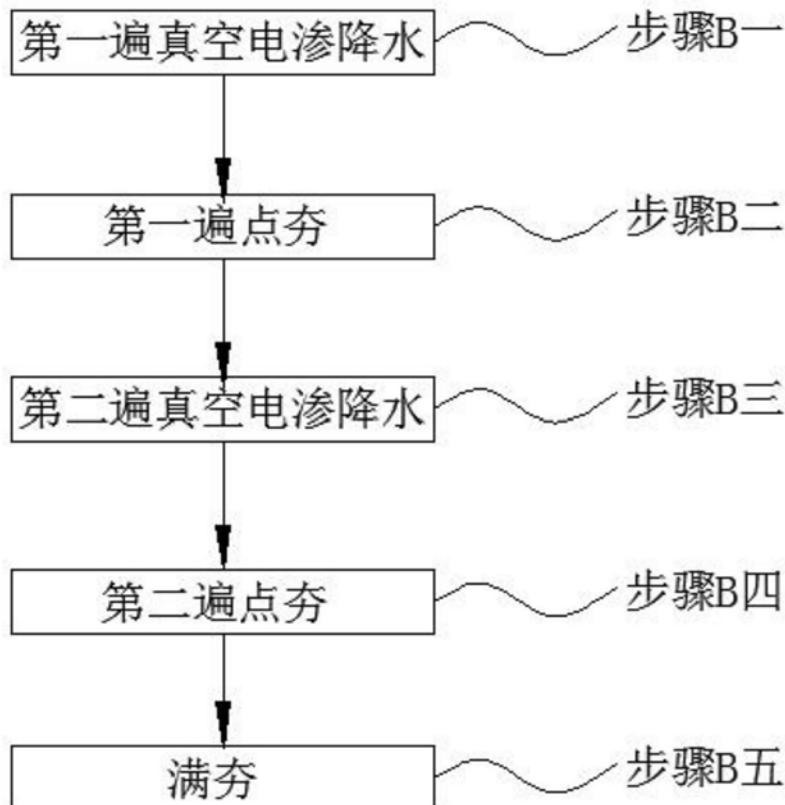 第一遍真空电渗降水
步骤B一
第一遍点夯
步骤B二
第二遍真空电渗降水
步骤B三
第二遍点夯
步骤B四
满夯
步骤B五